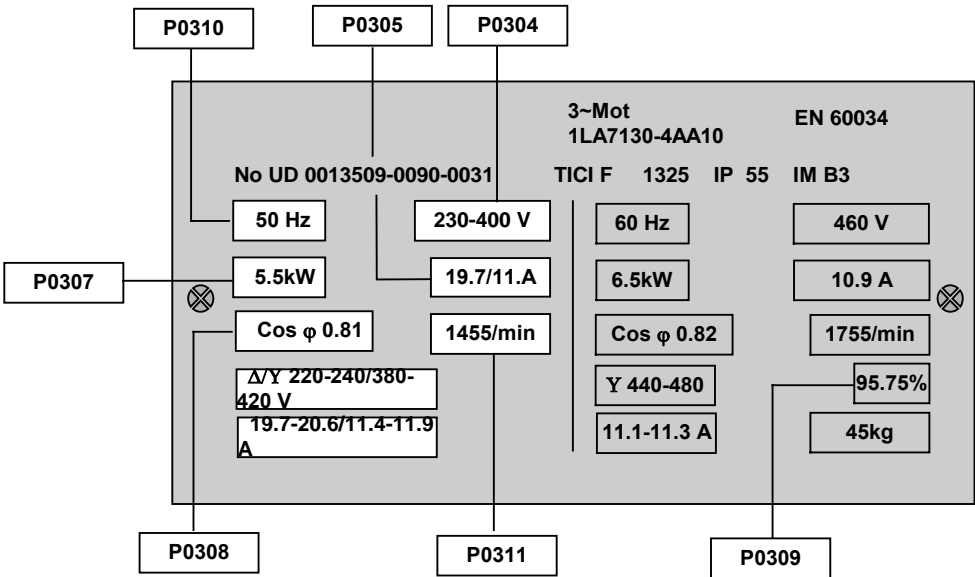 P0310
P0305
P0304
3~Mot
1LA7130-4AA10
EN 60034
No UD 0013509-0090-0031
TICI F 1325 IP 55 IM B3
50 Hz
230-400 V
60 Hz
460 V
P0307
5.5kW
19.7/11.A
6.5kW
10.9 A
Cos φ 0.81
1455/min
Cos φ 0.82
1755/min
Δ/Y 220-240/380-
420 V
Y 440-480
95.75%
19.7-20.6/11.4-11.9
A
11.1-11.3 A
45kg
P0308
P0311
P0309